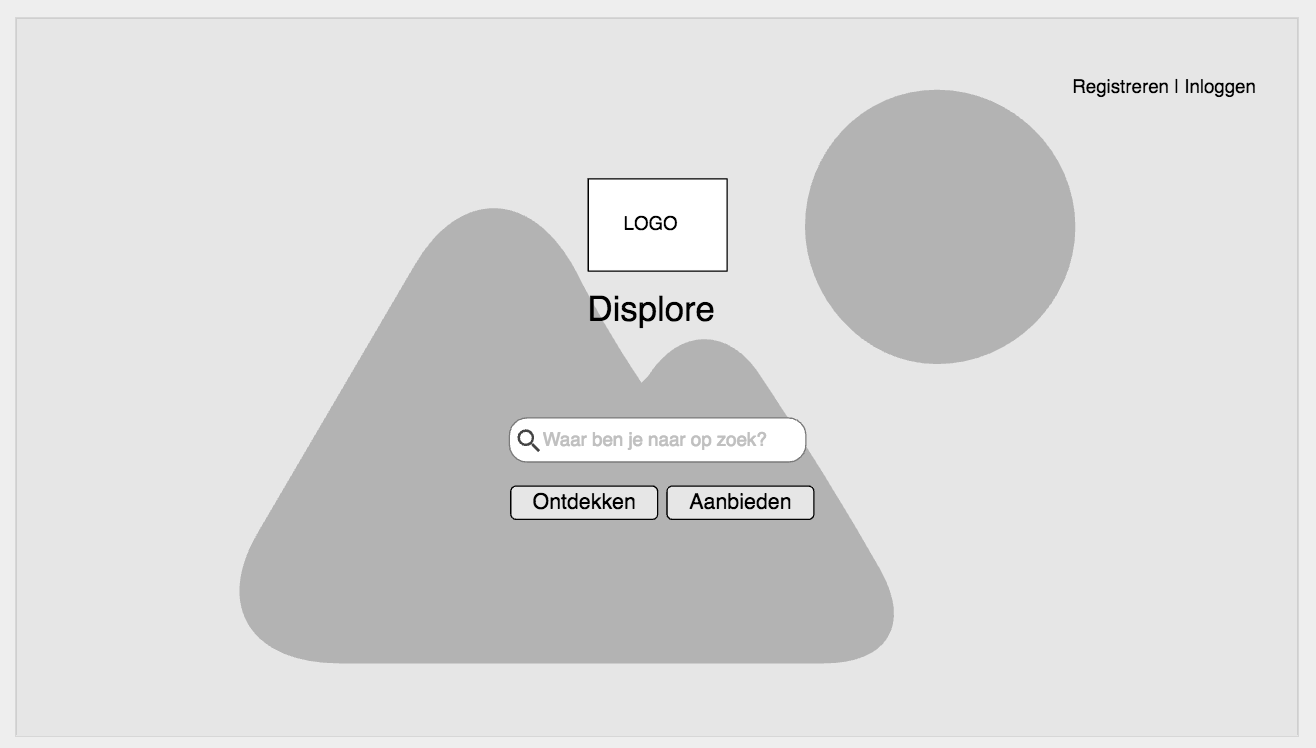 Registreren | Inloggen
LOGO
Displore
Waar ben je naar op zoek?
Ontdekken Aanbieden